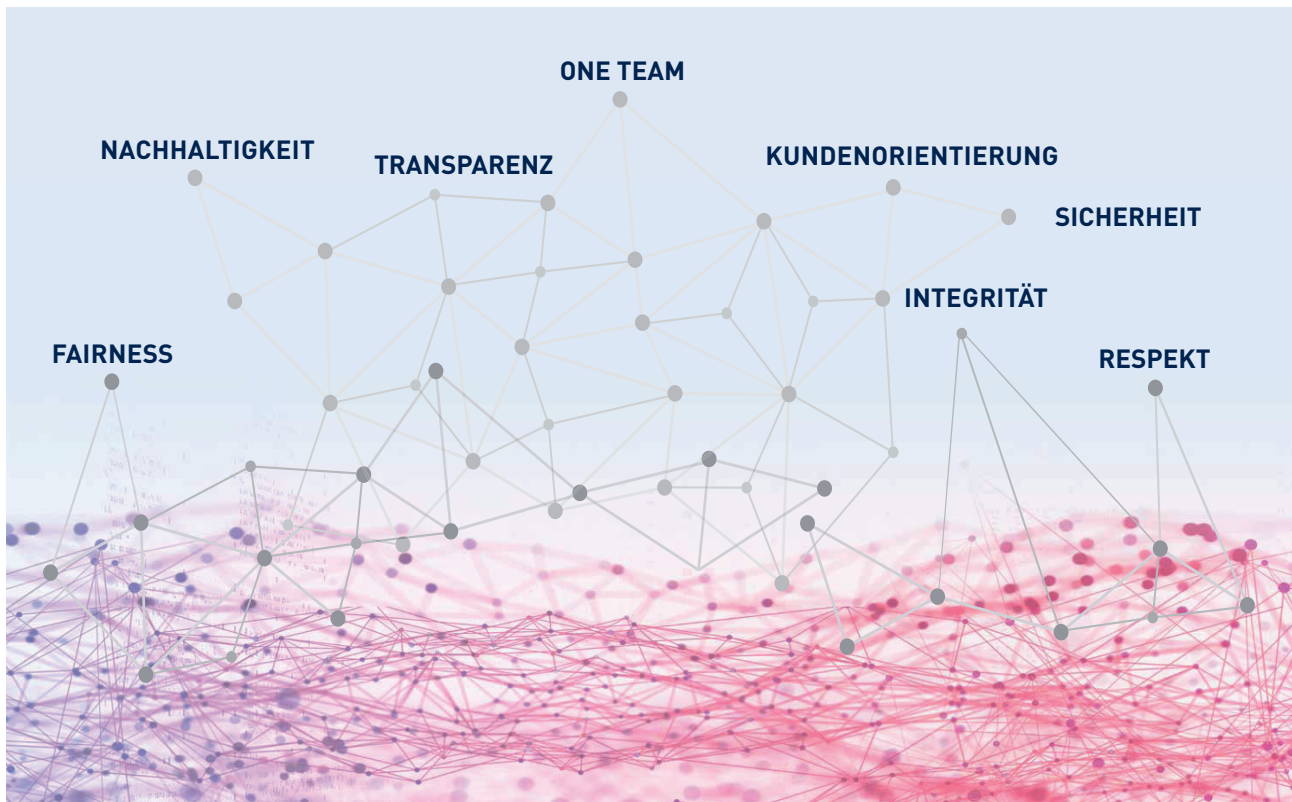 ONE TEAM
NACHHALTIGKEIT
TRANSPARENZ
KUNDENORIENTIERUNG
SICHERHEIT
INTEGRITÄT
FAIRNESS
RESPEKT